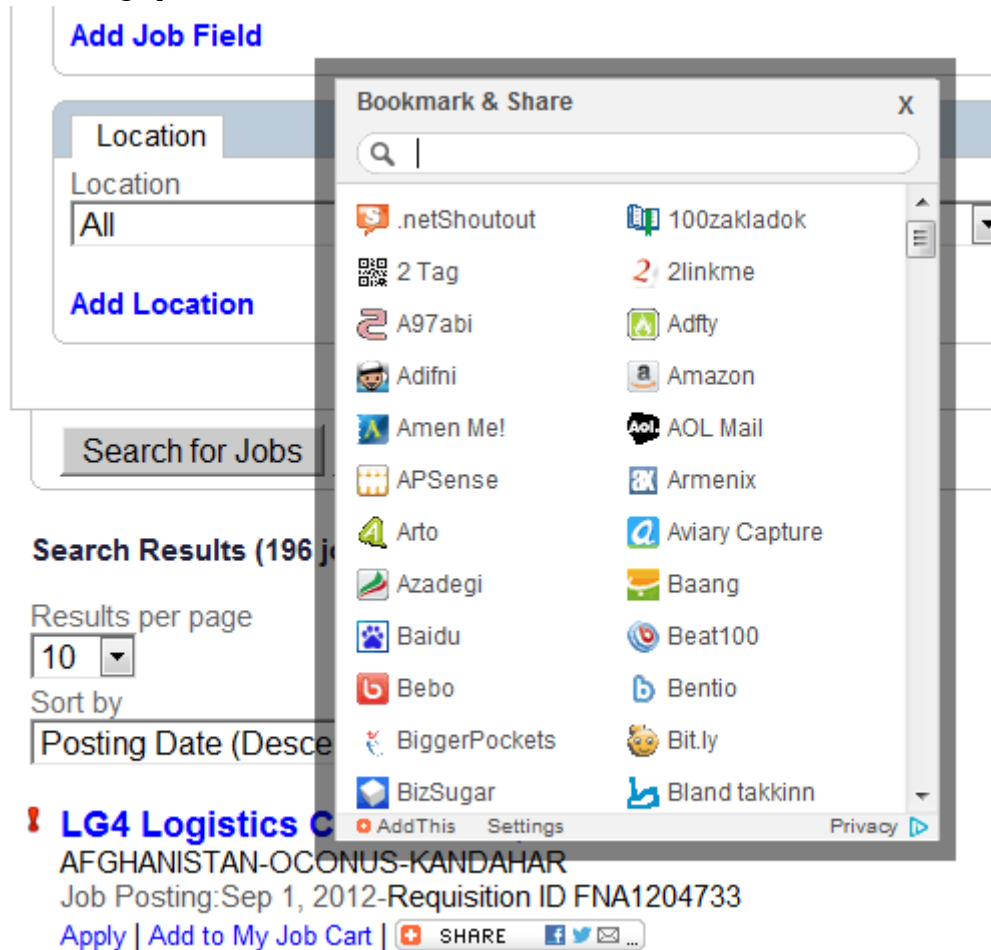 Add Job Field
Bookmark & Share X
Location
Location
All
Add Location
.netShoutout 100zakladok
2 Tag 2linkme
A97abi Adfty
Adifni Amazon
Amen Me! AOL Mail
APSense Armenix
Arto Aviary Capture
Azadegi Baang
Baidu Beat100
Bebo Bentio
BiggerPockets Bit.ly
BizSugar Bland takkinn
AddThis Settings Privacy
Search for Jobs
Search Results (196
Results per page
10
Sort by
Posting Date (Desce
LG4 Logistics
AFGHANISTAN-OCONUS-KANDAHAR
Job Posting:Sep 1, 2012-Requisition ID FNA1204733
Apply | Add to My Job Cart | SHARE ...